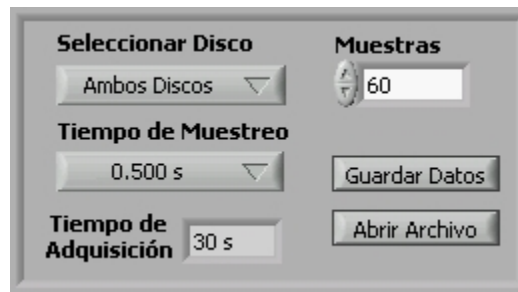 Seleccionar Disco
Ambos Discos
Muestras
60
Tiempo de Muestreo
0.500 s
Guardar Datos
Tiempo de
Adquisición
30 s
Abrir Archivo